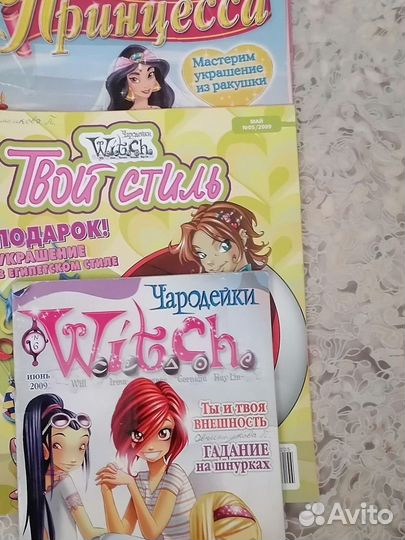 Принцесса
Мастерим
украшение
из ракушки
МАЙ
№05/2009
Чародейки
W.i.t.c.h.
Твой стиль
ПОДАРОК!
УКРАШЕНИЕ
В ЕГИПЕТСКОМ СТИЛЕ
Чародейки
W.i.t.c.h.
№6
Will Irma Cornelia Hay Lin
июнь
2009
Ты и твоя
внешность
Гадание
на шнурках
Avito